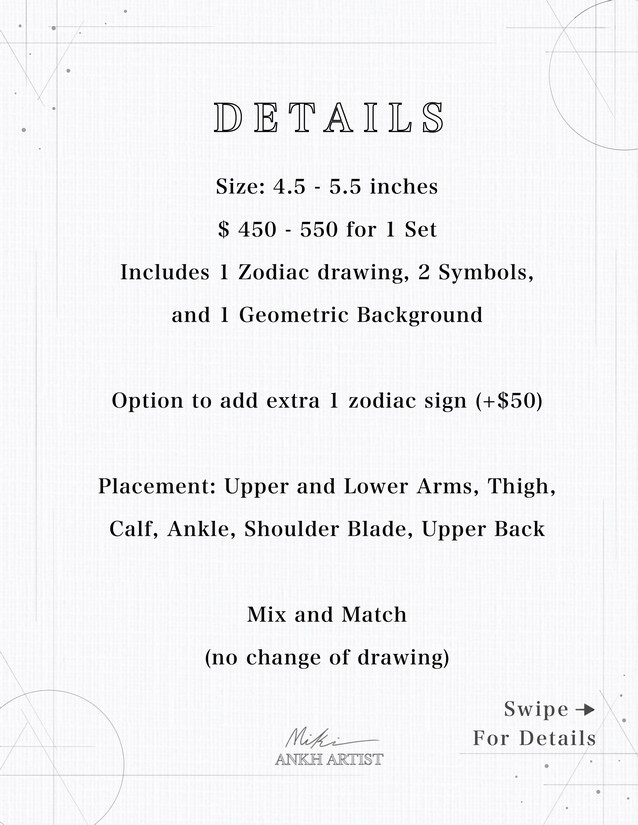 DETAILS
Size: 4.5 - 5.5 inches
$ 450 - 550 for 1 Set
Includes 1 Zodiac drawing, 2 Symbols,
and 1 Geometric Background
Option to add extra 1 zodiac sign (+$50)
Placement: Upper and Lower Arms, Thigh,
Calf, Ankle, Shoulder Blade, Upper Back
Mix and Match
(no change of drawing)
Swipe →
For Details
Miki
ANKH ARTIST